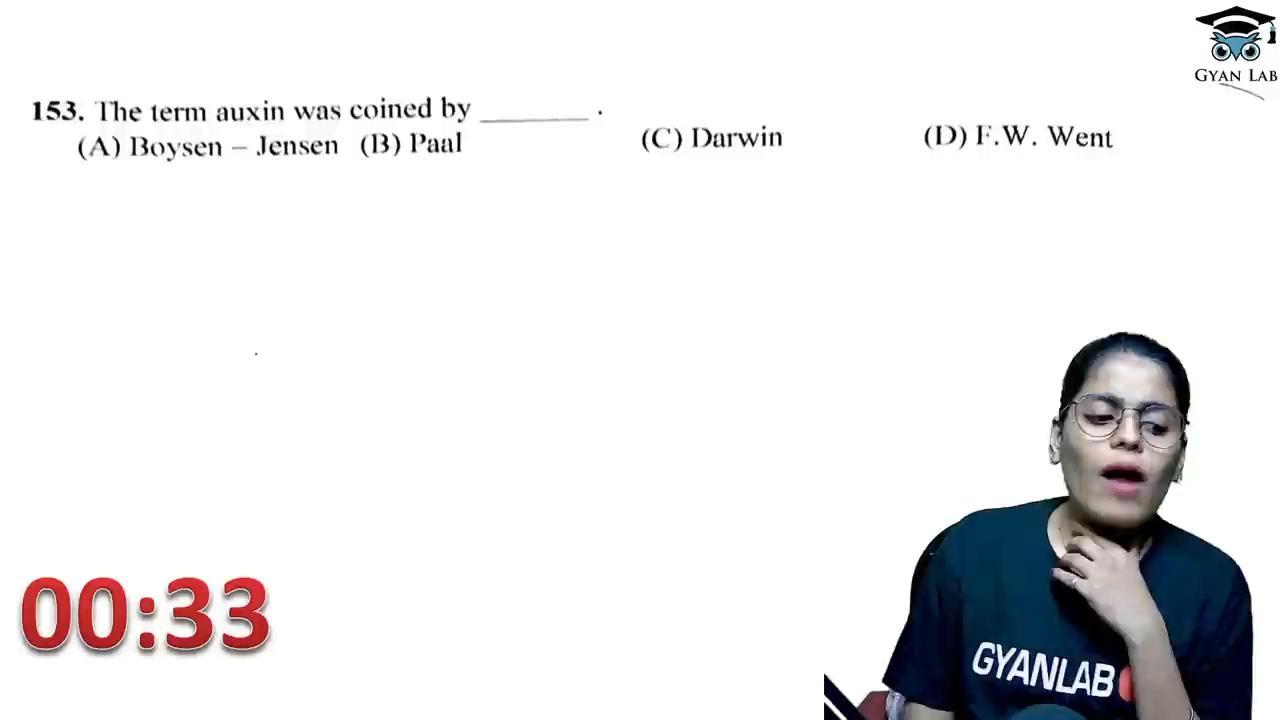 GYAN LAB
153. The term auxin was coined by ________ .
(A) Boysen – Jensen (B) Paal (C) Darwin (D) F.W. Went
00:33
GYANLAB